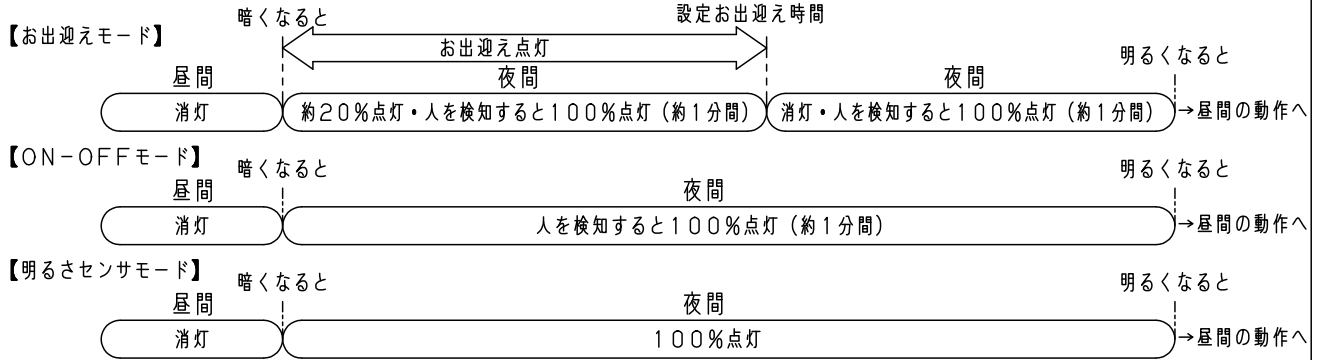 暗くなると 設定お出迎え時間
【お出迎えモード】
お出迎え点灯
明るくなると
昼間 夜間 夜間
消灯 約20%点灯・人を検知すると100%点灯(約1分間) 消灯・人を検知すると100%点灯(約1分間) →昼間の動作へ
【ON-OFFモード】
暗くなると 明るくなると
昼間 夜間
消灯 人を検知すると100%点灯(約1分間) →昼間の動作へ
【明るさセンサモード】
暗くなると 明るくなると
昼間 夜間
消灯 100%点灯 →昼間の動作へ